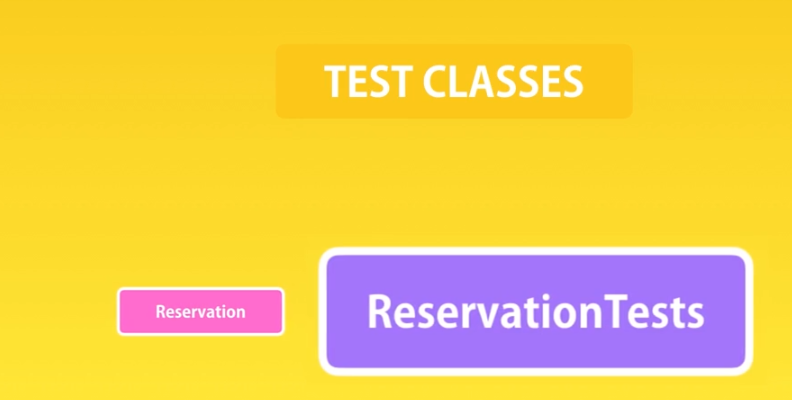 TEST CLASSES
Reservation
ReservationTests